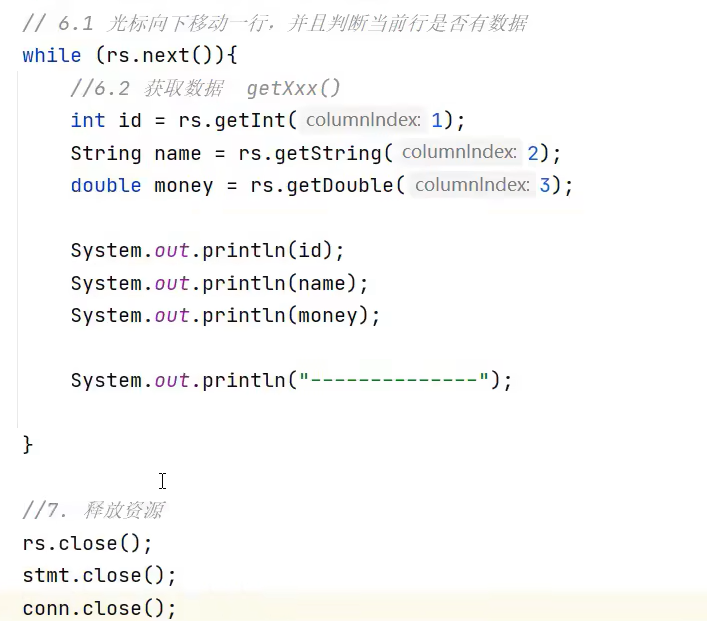 // 6.1 光标向下移动一行，并且判断当前行是否有数据
while (rs.next()){
//6.2 获取数据  getXxx()
int id = rs.getInt( columnIndex: 1);
String name = rs.getString( columnIndex: 2);
double money = rs.getDouble( columnIndex: 3);
System.out.println(id);
System.out.println(name);
System.out.println(money);
System.out.println("--------------");
}
//7. 释放资源
rs.close();
stmt.close();
conn.close();